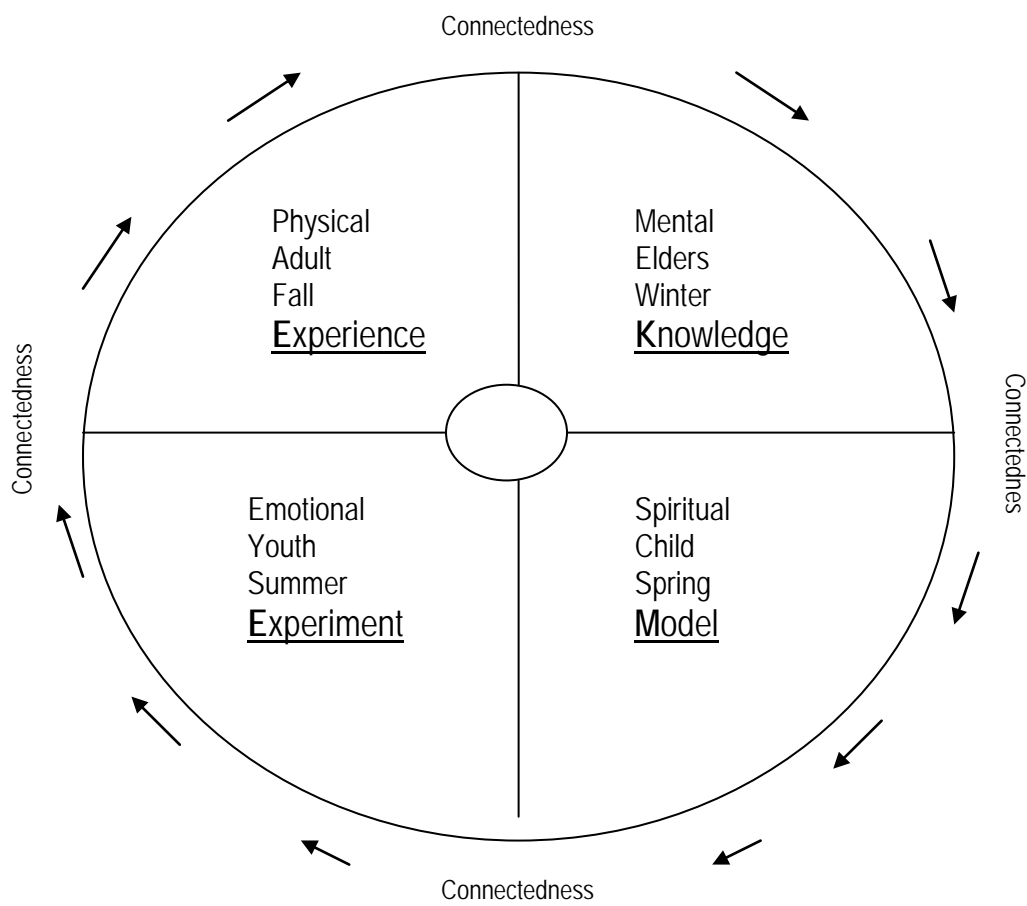 Connectedness
Physical
Adult
Fall
Experience
Mental
Elders
Winter
Knowledge
Connectedness
Connectednes
Emotional
Youth
Summer
Experiment
Spiritual
Child
Spring
Model
Connectedness